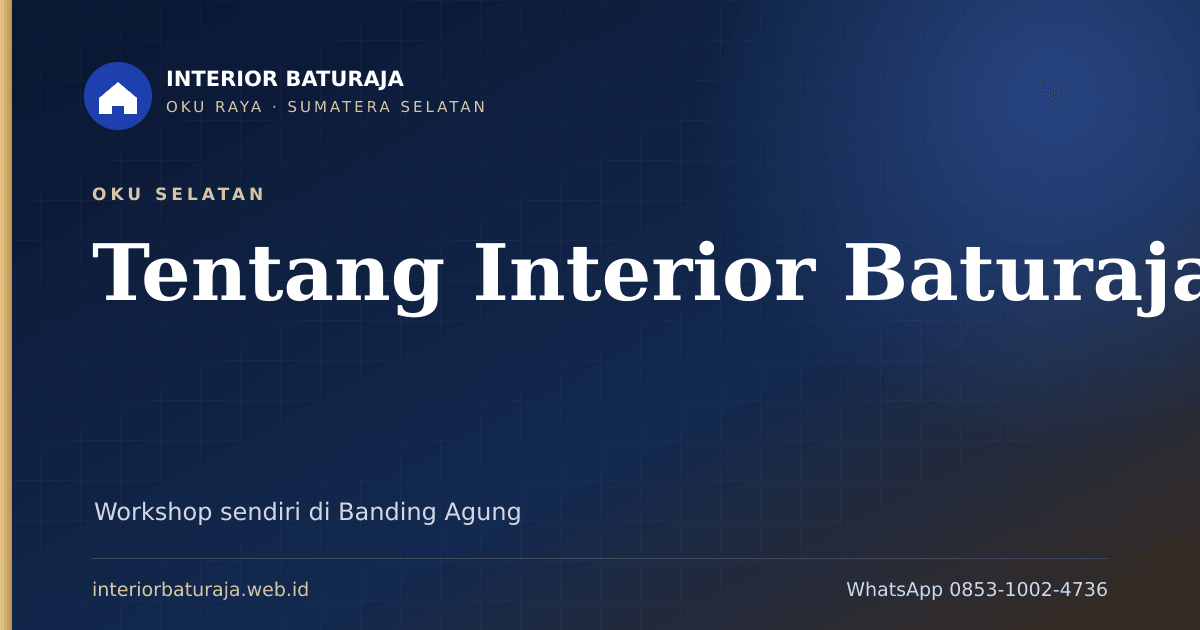 INTERIOR BATURAJA
OKU RAYA · SUMATERA SELATAN
OKU SELATAN
Tentang Interior Baturaja
Workshop sendiri di Banding Agung
interiorbaturaja.web.id
WhatsApp 0853-1002-4736